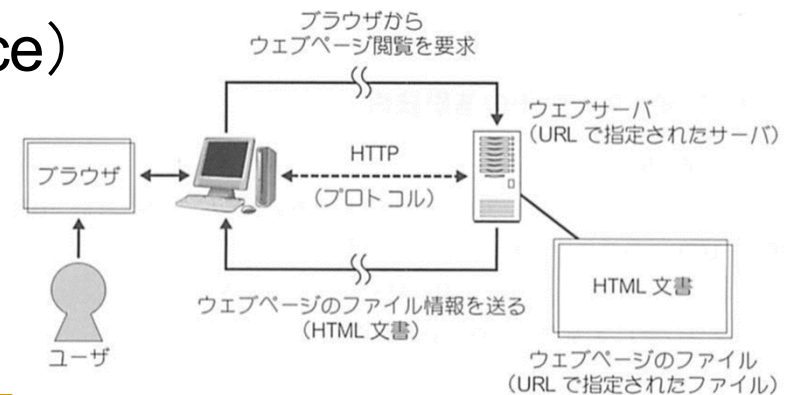 ce）
ブラウザから
ウェブページ閲覧を要求
ウェブサーバ
（URL で指定されたサーバ）
HTTP
（プロトコル）
ブラウザ
HTML 文書
ウェブページのファイル情報を送る
（HTML 文書）
ユーザ
ウェブページのファイル
（URL で指定されたファイル）